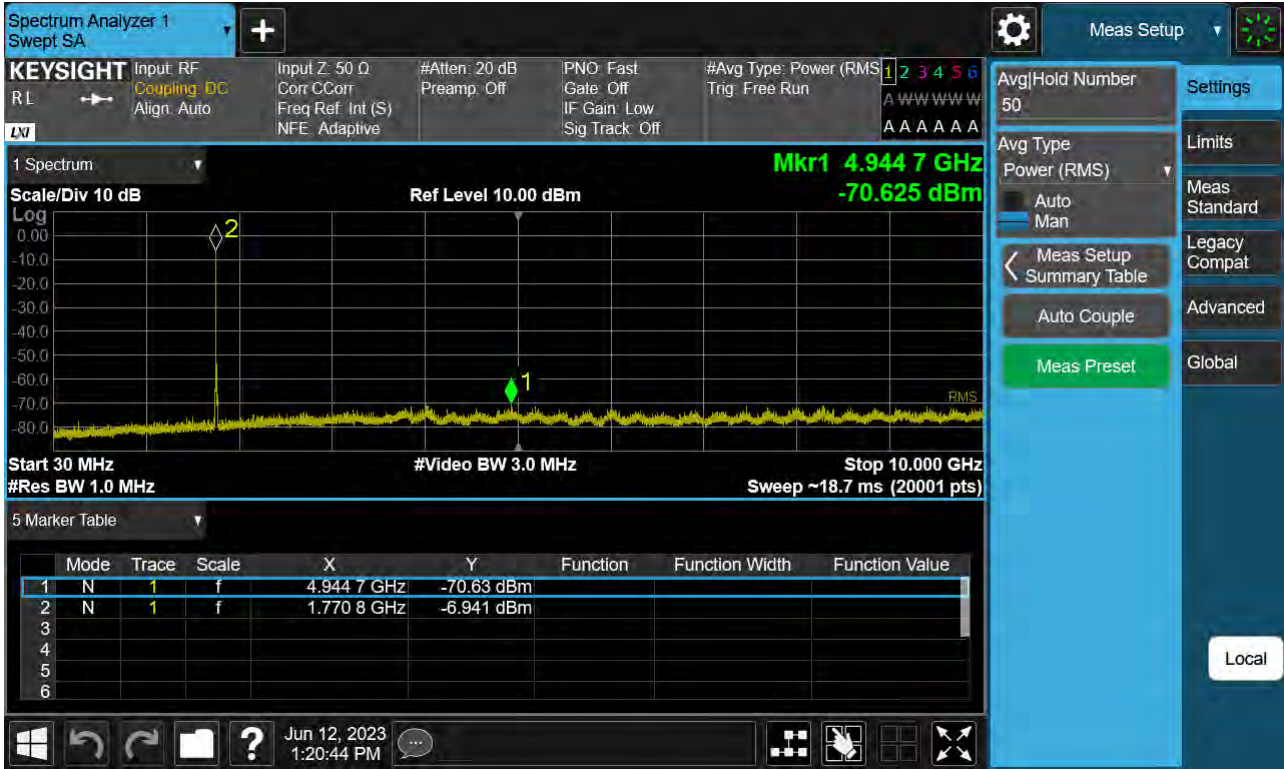 Spectrum Analyzer 1
Swept SA
+
Meas Setup
KEYSIGHT
RL
LXI
Input: RF
Coupling: DC
Align: Auto
Input Z: 50 Ω
Corr CCorr
Freq Ref: Int (S)
NFE: Adaptive
#Atten: 20 dB
Preamp: Off
PNO: Fast
Gate: Off
IF Gain: Low
Sig Track: Off
#Avg Type: Power (RMS
Trig: Free Run
1 2 3 4 5 6
A W W W W W
A A A A A A
1 Spectrum
Scale/Div 10 dB
Ref Level 10.00 dBm
Mkr1 4.944 7 GHz
-70.625 dBm
Log
0.00
-10.0
-20.0
-30.0
-40.0
-50.0
-60.0
-70.0
-80.0
2
1
RMS
Start 30 MHz
#Video BW 3.0 MHz
Stop 10.000 GHz
#Res BW 1.0 MHz
Sweep ~18.7 ms (20001 pts)
5 Marker Table
Mode Trace Scale X Y Function Function Width Function Value
1 N 1 f 4.944 7 GHz -70.63 dBm
2 N 1 f 1.770 8 GHz -6.941 dBm
3
4
5
6
Avg|Hold Number
50
Avg Type
Power (RMS)
Auto
Man
Meas Setup
Summary Table
Auto Couple
Meas Preset
Settings
Limits
Meas
Standard
Legacy
Compat
Advanced
Global
Local
?
Jun 12, 2023
1:20:44 PM